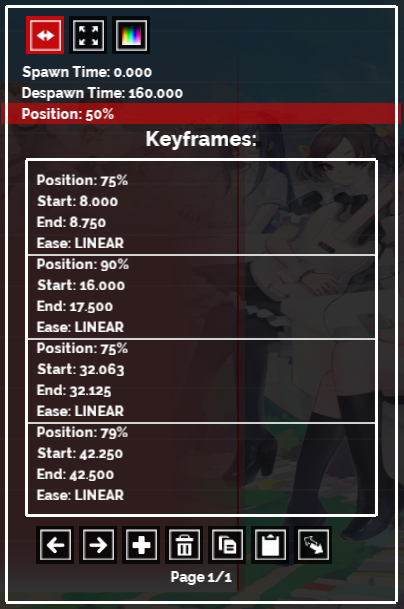 Spawn Time: 0.000
Despawn Time: 160.000
Position: 50%
Keyframes:
Position: 75%
Start: 8.000
End: 8.750
Ease: LINEAR
Position: 90%
Start: 16.000
End: 17.500
Ease: LINEAR
Position: 75%
Start: 32.063
End: 32.125
Ease: LINEAR
Position: 79%
Start: 42.250
End: 42.500
Ease: LINEAR
Page 1/1